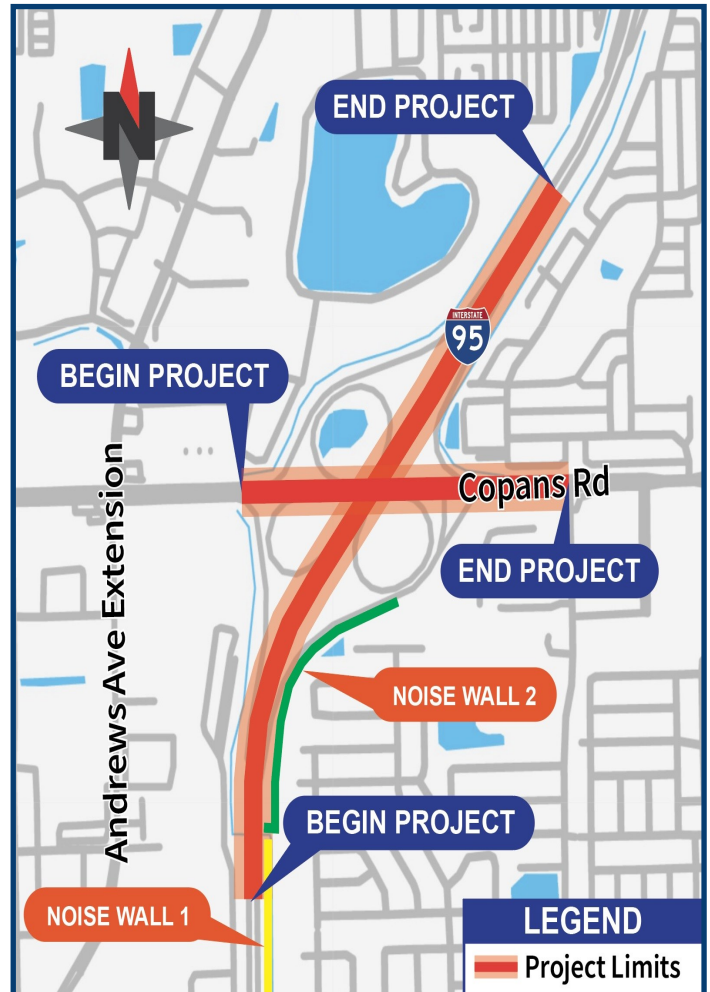 END PROJECT
N
INTERSTATE
95
BEGIN PROJECT
Andrews Ave Extension
Copans Rd
END PROJECT
NOISE WALL 2
BEGIN PROJECT
NOISE WALL 1
LEGEND
Project Limits